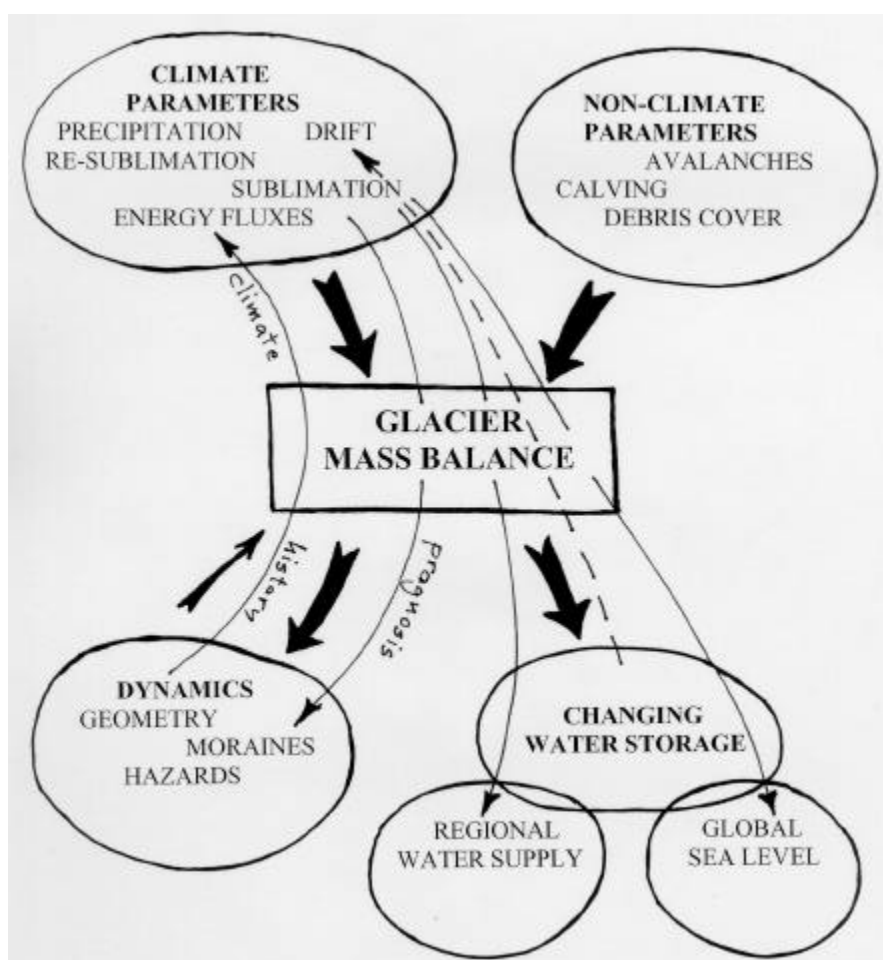 CLIMATE
PARAMETERS
PRECIPITATION DRIFT
RE-SUBLIMATION
SUBLIMATION
ENERGY FLUXES
NON-CLIMATE
PARAMETERS
AVALANCHES
CALVING
DEBRIS COVER
climate
GLACIER
MASS BALANCE
history
prognosis
DYNAMICS
GEOMETRY
MORAINES
HAZARDS
CHANGING
WATER STORAGE
REGIONAL
WATER SUPPLY
GLOBAL
SEA LEVEL